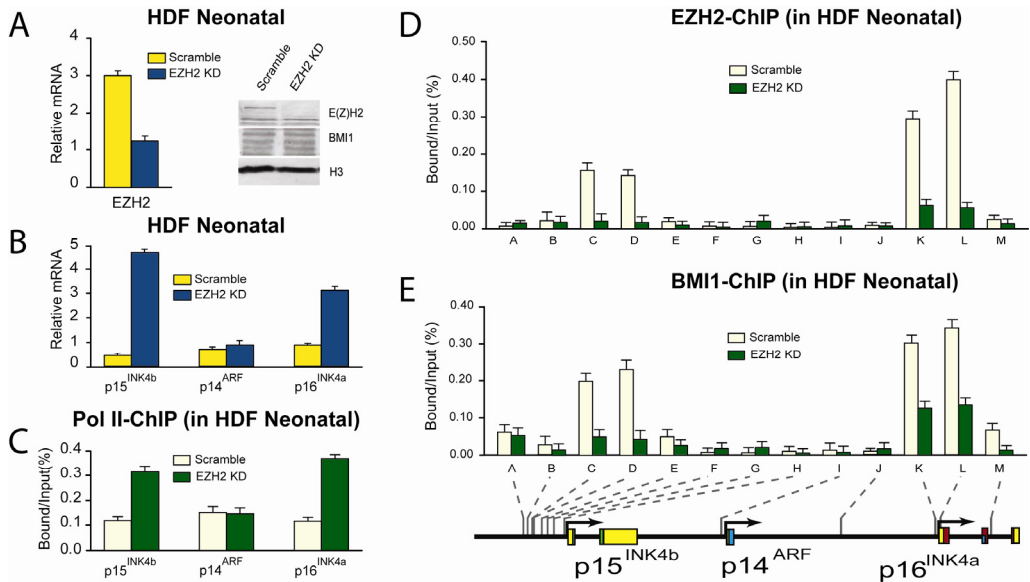 A
HDF Neonatal
Relative mRNA
4
3
2
1
0
Scramble
EZH2 KD
EZH2
Scramble
EZH2 KD
E(Z)H2
BMI1
H3
B
HDF Neonatal
Relative mRNA
5
4
3
2
1
0
Scramble
EZH2 KD
p15INK4b p14ARF p16INK4a
C
Pol II-ChIP (in HDF Neonatal)
Bound/Input(%)
0.4
0.3
0.2
0.1
0.0
Scramble
EZH2 KD
p15INK4b p14ARF p16INK4a
D
EZH2-ChIP (in HDF Neonatal)
Bound/Input (%)
0.50
0.40
0.30
0.20
0.10
0.00
Scramble
EZH2 KD
A B C D E F G H I J K L M
E
BMI1-ChIP (in HDF Neonatal)
Bound/Input (%)
0.40
0.30
0.20
0.10
0.00
Scramble
EZH2 KD
A B C D E F G H I J K L M
p15INK4b p14ARF p16INK4a